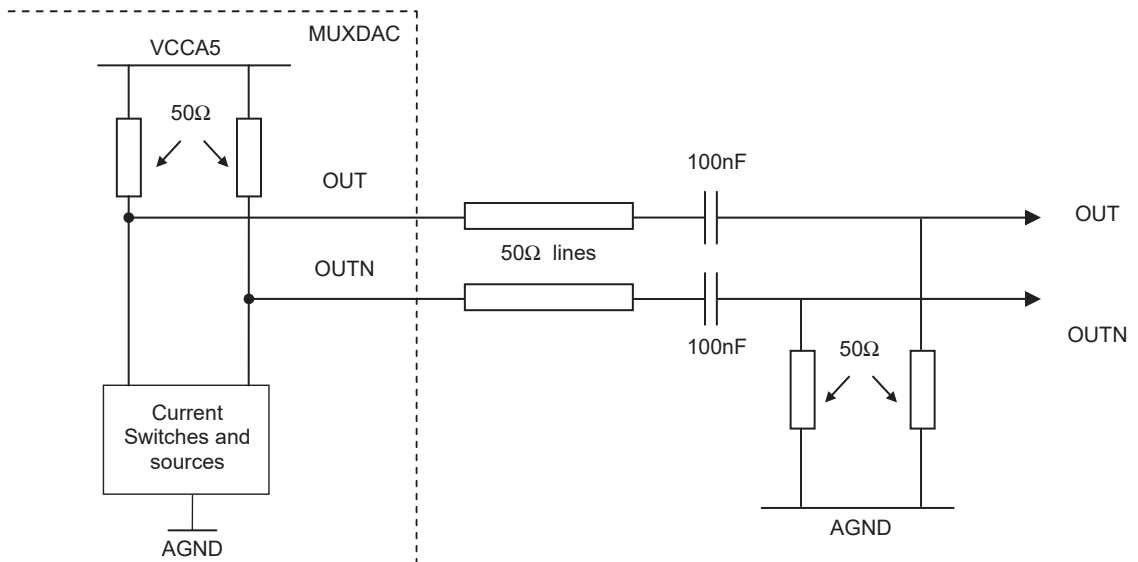 MUXDAC
VCCA5
50Ω
100nF
OUT
OUT
50Ω lines
OUTN
OUTN
100nF
50Ω
Current
Switches and
sources
AGND
AGND